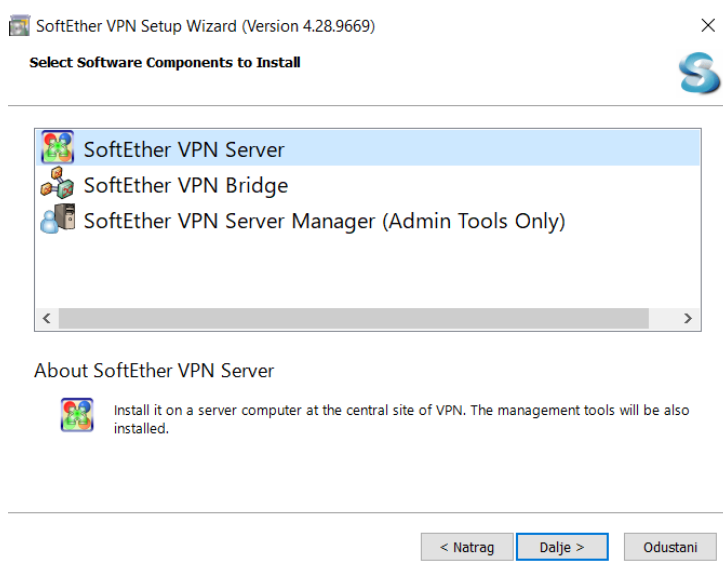 SoftEther VPN Setup Wizard (Version 4.28.9669)
Select Software Components to Install
SoftEther VPN Server
SoftEther VPN Bridge
SoftEther VPN Server Manager (Admin Tools Only)
About SoftEther VPN Server
Install it on a server computer at the central site of VPN. The management tools will be also
installed.
< Natrag
Dalje >
Odustani